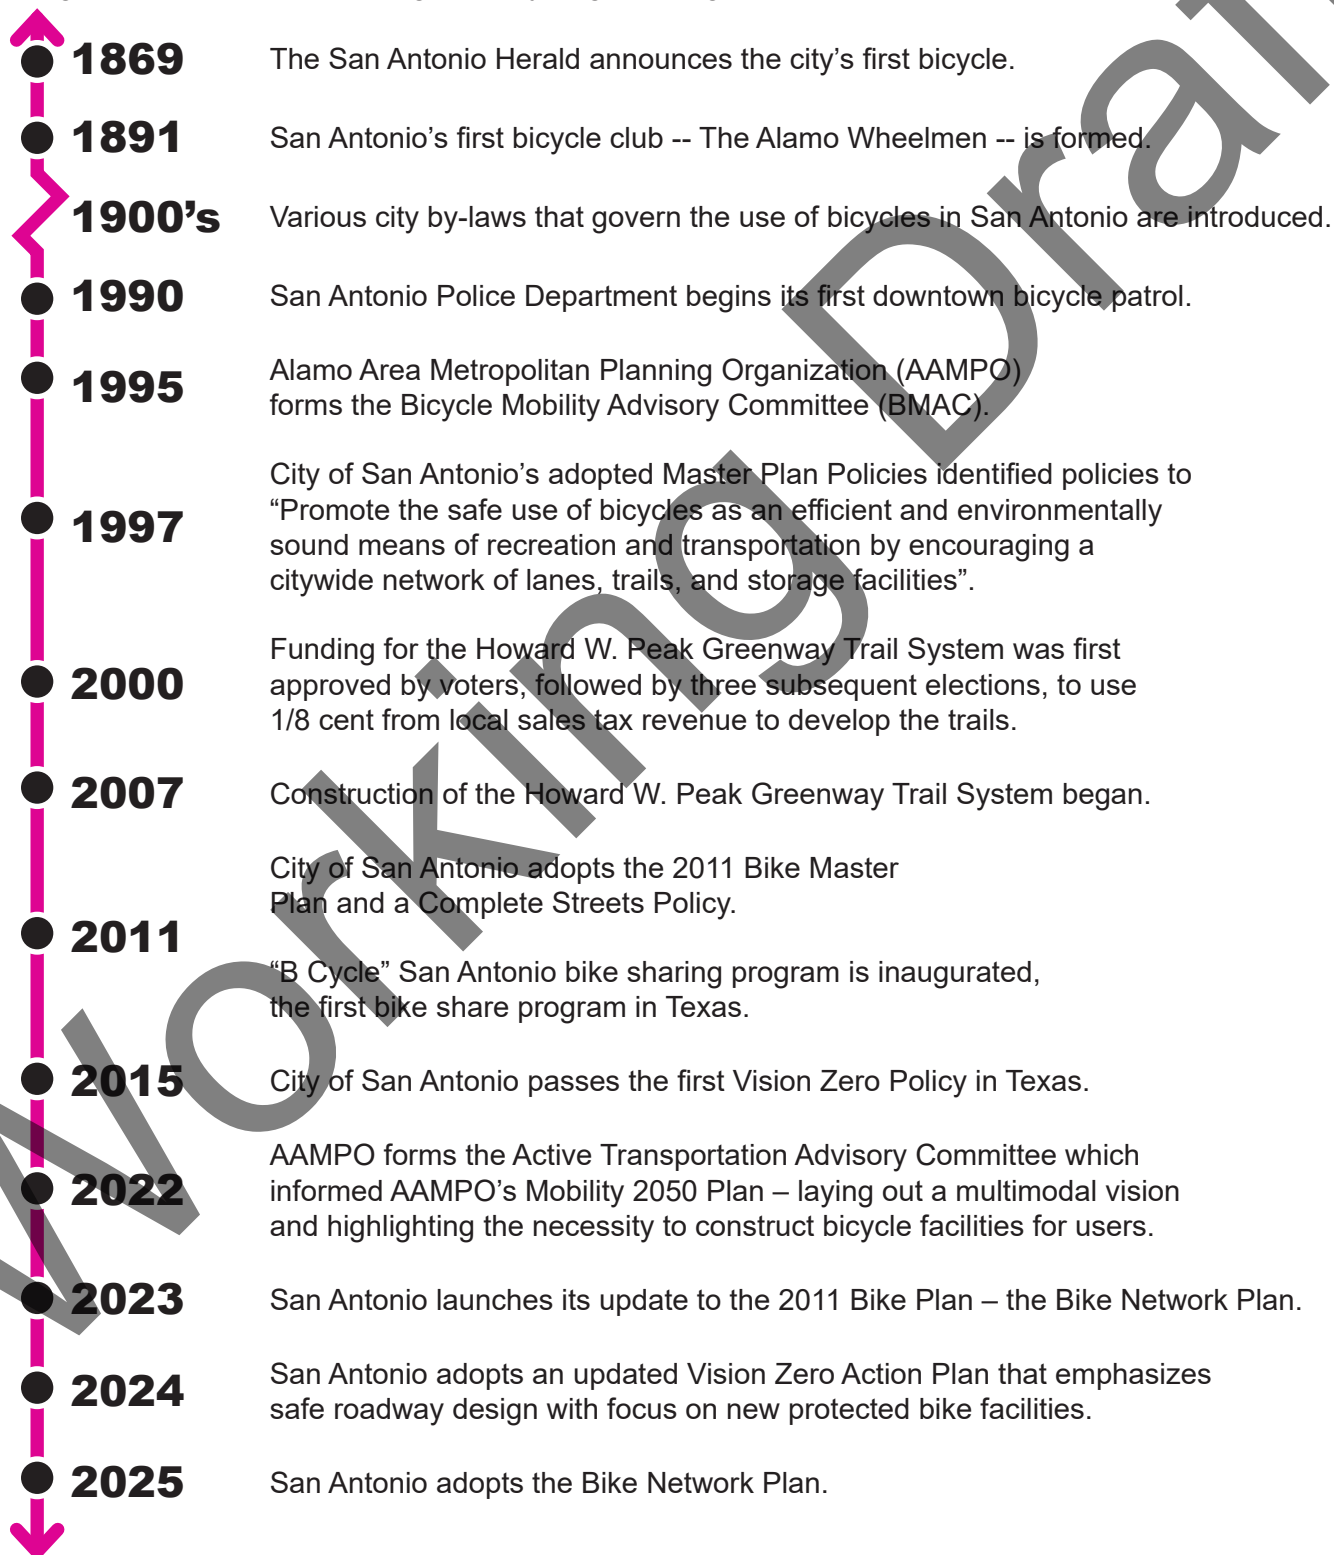 1869
The San Antonio Herald announces the city’s first bicycle.
1891
San Antonio’s first bicycle club -- The Alamo Wheelmen -- is formed.
1900’s
Various city by-laws that govern the use of bicycles in San Antonio are introduced.
1990
San Antonio Police Department begins its first downtown bicycle patrol.
1995
Alamo Area Metropolitan Planning Organization (AAMPO)
forms the Bicycle Mobility Advisory Committee (BMAC).
1997
City of San Antonio’s adopted Master Plan Policies identified policies to
“Promote the safe use of bicycles as an efficient and environmentally
sound means of recreation and transportation by encouraging a
citywide network of lanes, trails, and storage facilities”.
2000
Funding for the Howard W. Peak Greenway Trail System was first
approved by voters, followed by three subsequent elections, to use
1/8 cent from local sales tax revenue to develop the trails.
2007
Construction of the Howard W. Peak Greenway Trail System began.
2011
City of San Antonio adopts the 2011 Bike Master
Plan and a Complete Streets Policy.
“B Cycle” San Antonio bike sharing program is inaugurated,
the first bike share program in Texas.
2015
City of San Antonio passes the first Vision Zero Policy in Texas.
2022
AAMPO forms the Active Transportation Advisory Committee which
informed AAMPO’s Mobility 2050 Plan – laying out a multimodal vision
and highlighting the necessity to construct bicycle facilities for users.
2023
San Antonio launches its update to the 2011 Bike Plan – the Bike Network Plan.
2024
San Antonio adopts an updated Vision Zero Action Plan that emphasizes
safe roadway design with focus on new protected bike facilities.
2025
San Antonio adopts the Bike Network Plan.
Working Draf